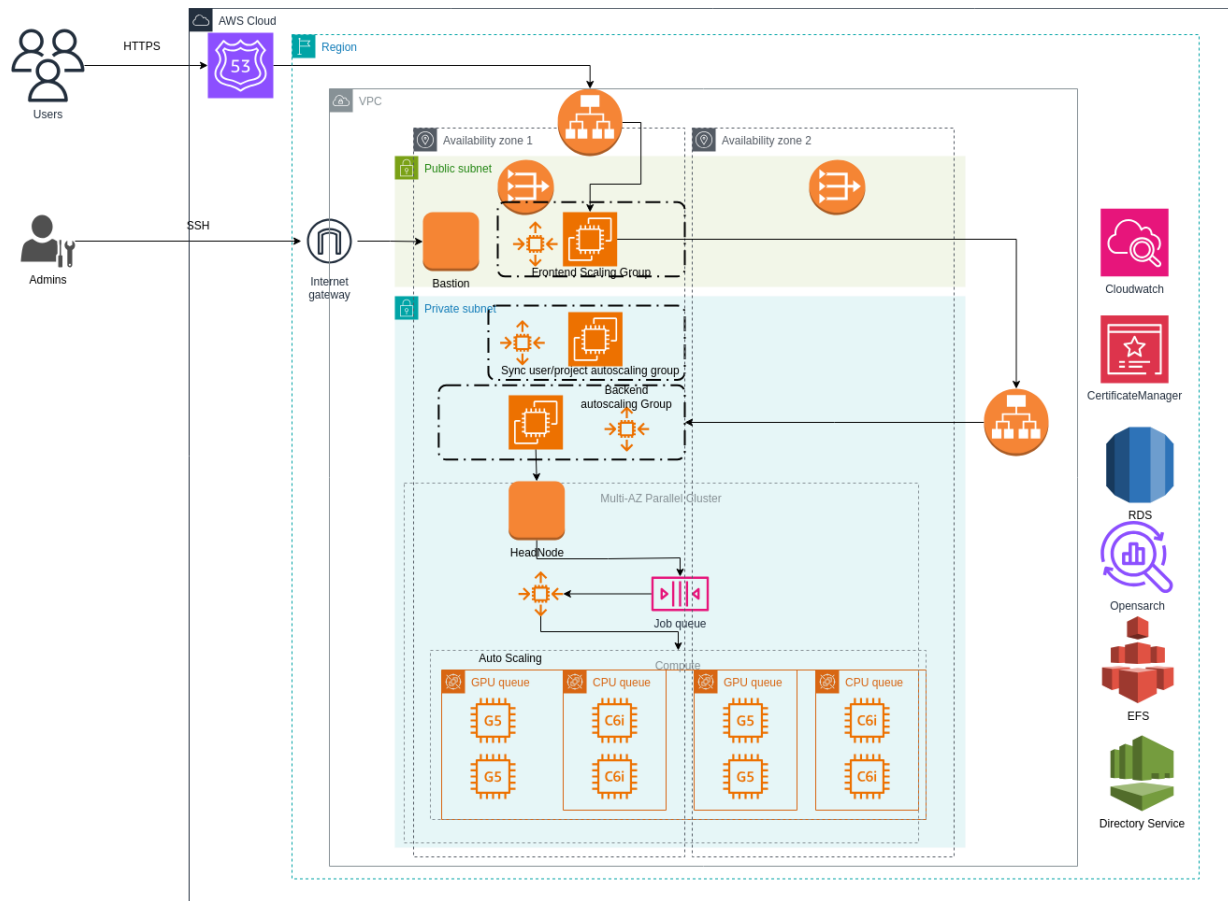 AWS Cloud
HTTPS
53
Region
Users
VPC
Availability zone 1
Availability zone 2
Public subnet
SSH
Admins
Internet
gateway
Bastion
Frontend Scaling Group
Cloudwatch
Private subnet
Sync user/project autoscaling group
Backend
autoscaling Group
CertificateManager
Multi-AZ Parallel Cluster
RDS
HeadNode
Job queue
Opensarch
Auto Scaling
Compute
GPU queue
CPU queue
GPU queue
CPU queue
G5
C6i
G5
C6i
EFS
G5
C6i
G5
C6i
Directory Service